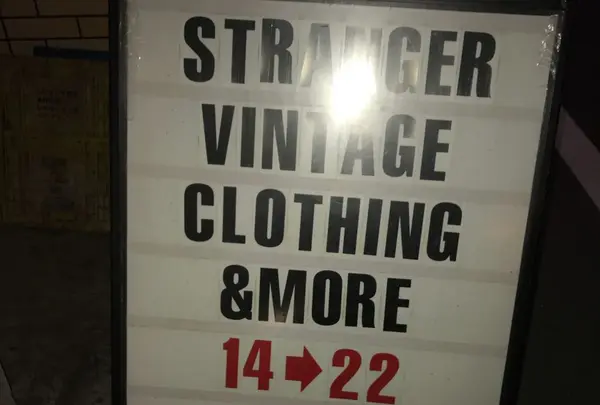 STRANGER
VINTAGE
CLOTHING
&MORE
14➡22